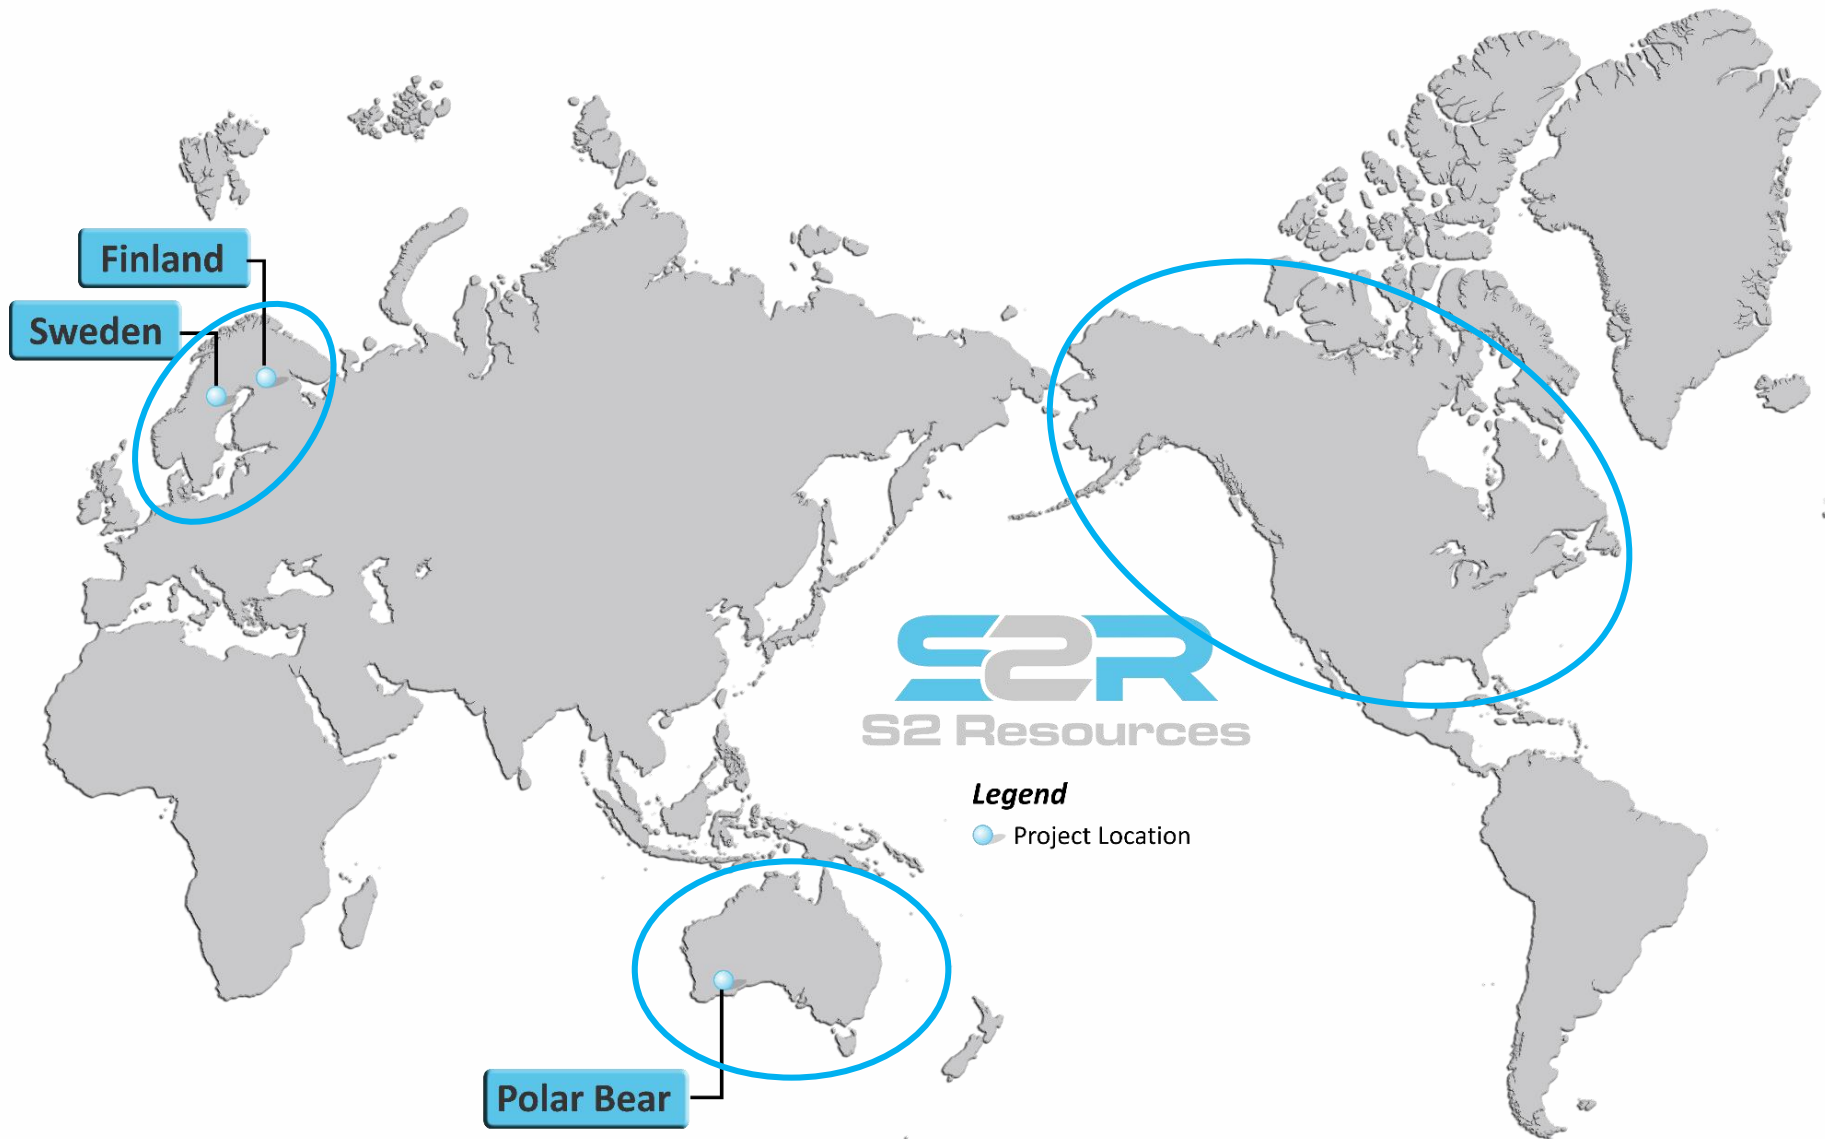 Finland
Sweden
S2R
S2 Resources
Legend
Project Location
Polar Bear